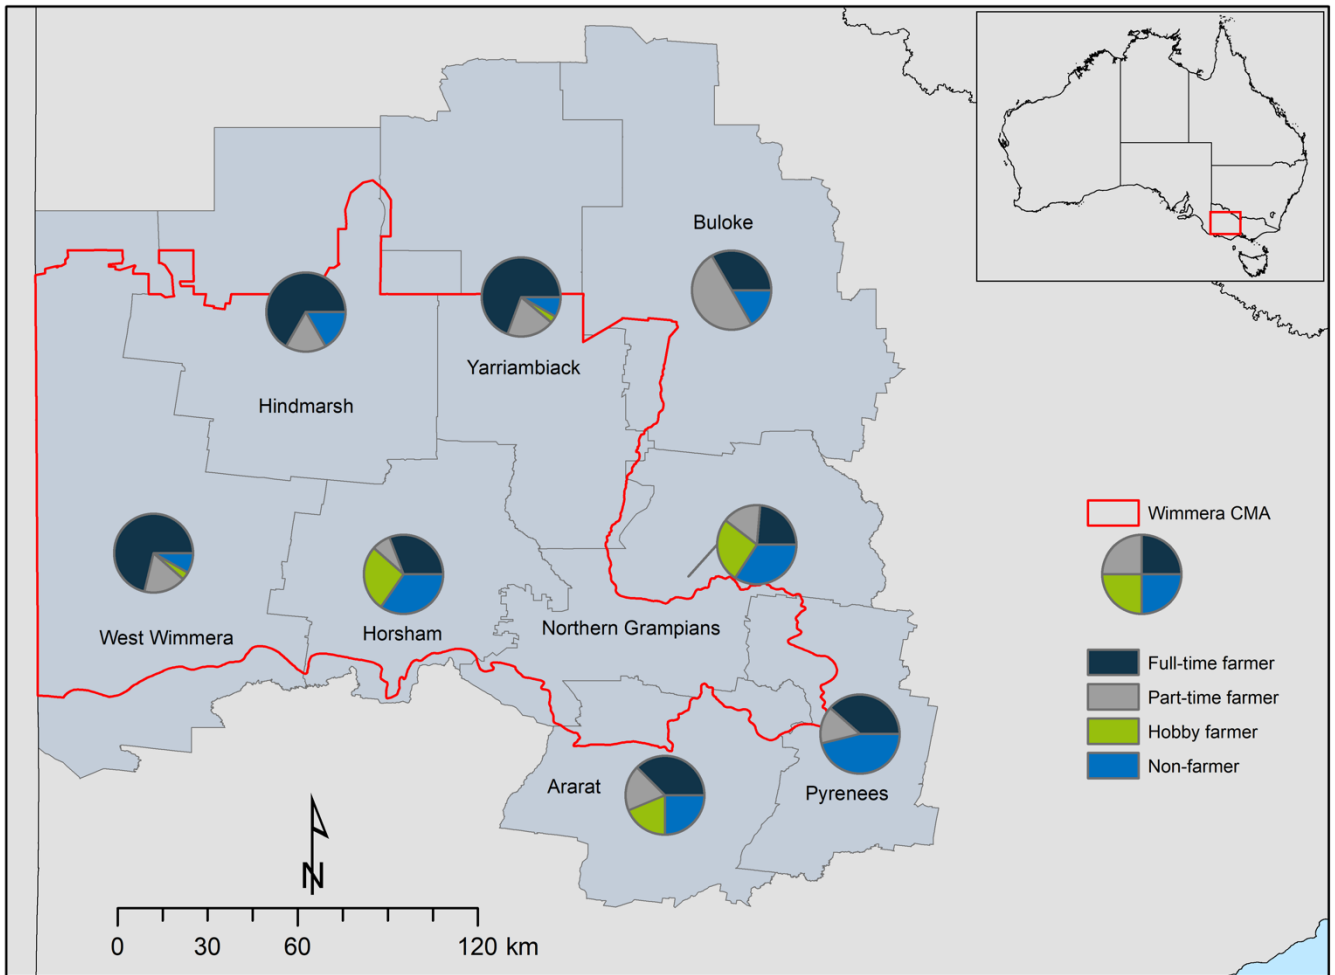 Buloke
Yarriambiack
Hindmarsh
Wimmera CMA
West Wimmera
Horsham
Northern Grampians
Full-time farmer
Part-time farmer
Hobby farmer
Non-farmer
Ararat
Pyrenees
N
0 30 60 120 km